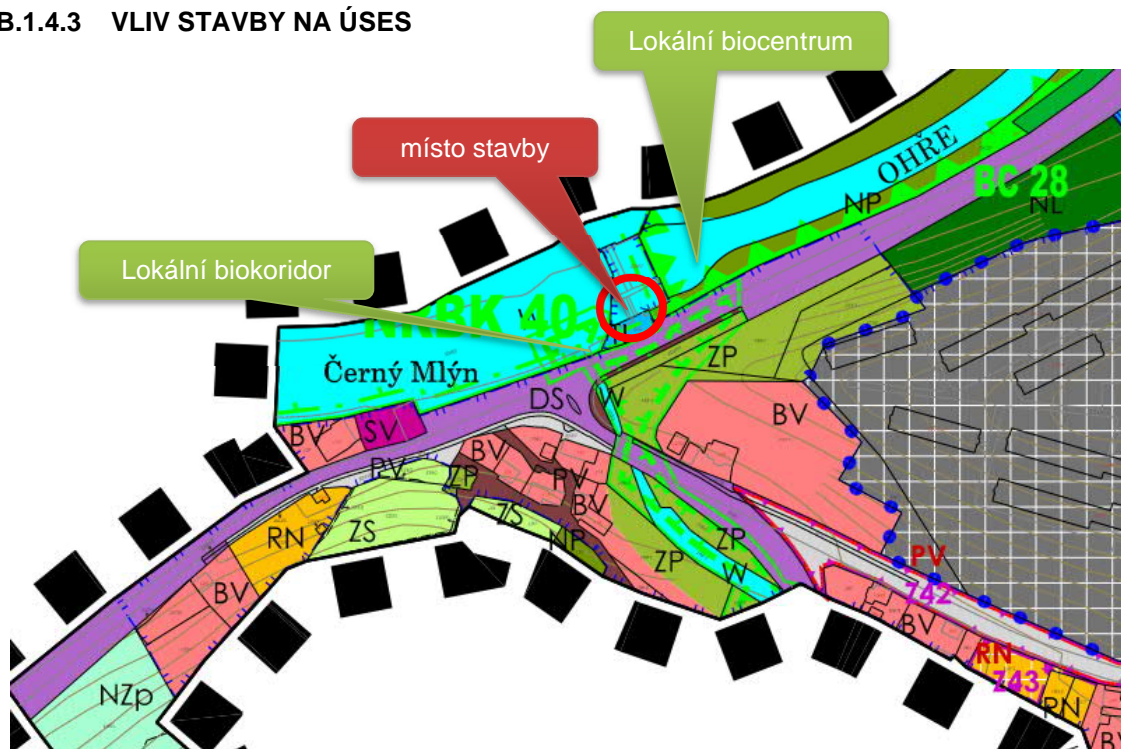 B.1.4.3 VLIV STAVBY NA ÚSES
Lokální biocentrum
místo stavby
OHŘE
BC 28
NP
NL
Lokální biokoridor
NRBK 40
Černý Mlýn
ZP
DS
W
BV
BV
SV
PV
BV
ZP
PV
BV
RN
ZS
ZS
NP
ZP
ZP
W
BV
PV
Z42
BV
RN
Z43
RN
BV
NZp